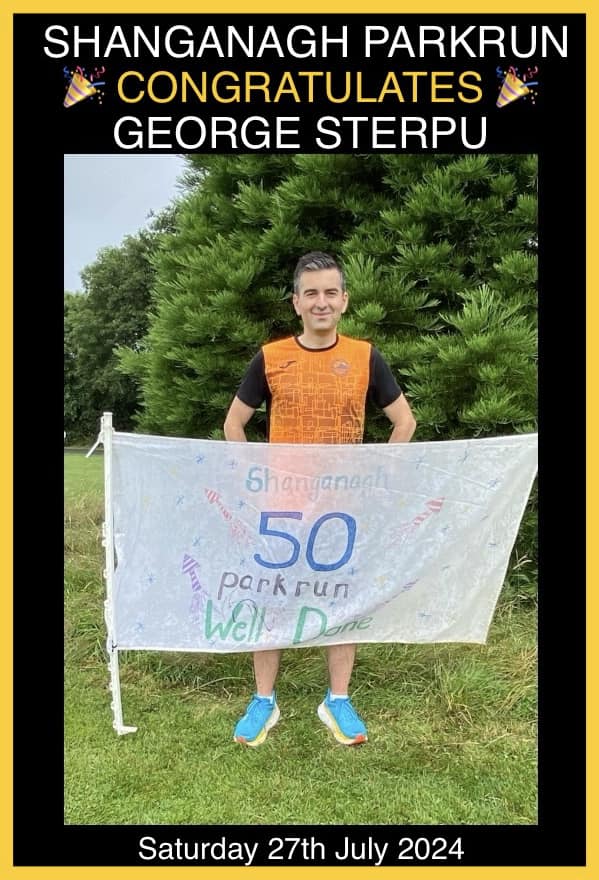 SHANGANAGH PARKRUN
🎉 CONGRATULATES 🎉
GEORGE STERPU
Shanganagh
50
parkrun
Well Done
Saturday 27th July 2024